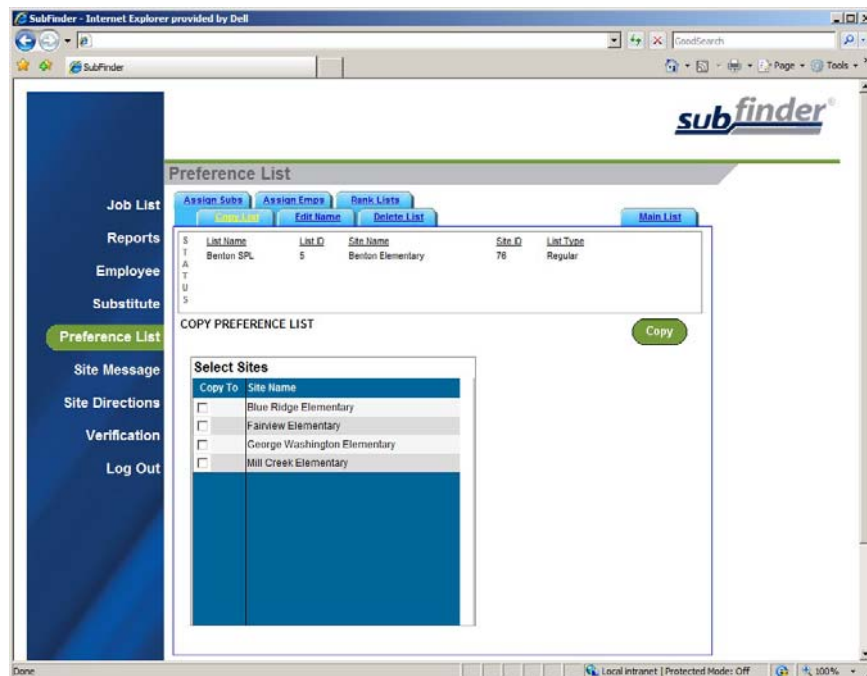 SubFinder - Internet Explorer provided by Dell
GoodSearch
SubFinder
Page Tools
subfinder®
Preference List
Assign Subs Assign Emps Rank Lists
Copy List Edit Name Delete List Main List
Job List
Reports
Employee
Substitute
Preference List
Site Message
Site Directions
Verification
Log Out
STATUS
List Name List ID Site Name Site ID List Type
Benton SPL 5 Benton Elementary 76 Regular
COPY PREFERENCE LIST
Copy
Select Sites
Copy To Site Name
Blue Ridge Elementary
Fairview Elementary
George Washington Elementary
Mill Creek Elementary
Done Local intranet | Protected Mode: Off 100%